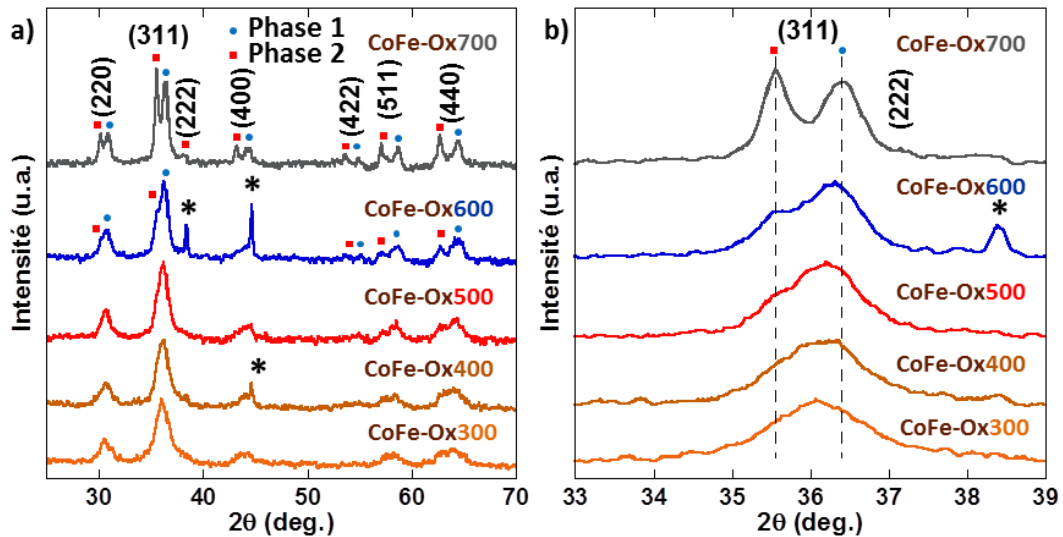 a)
Phase 1
Phase 2
CoFe-Ox700
(220)
(311)
(222)
(400)
(422)
(511)
(440)
*
*
CoFe-Ox600
CoFe-Ox500
*
CoFe-Ox400
CoFe-Ox300
Intensité (u.a.)
30 40 50 60 70
2θ (deg.)
b)
(311)
CoFe-Ox700
(222)
CoFe-Ox600
*
CoFe-Ox500
CoFe-Ox400
CoFe-Ox300
Intensité (u.a.)
33 34 35 36 37 38 39
2θ (deg.)